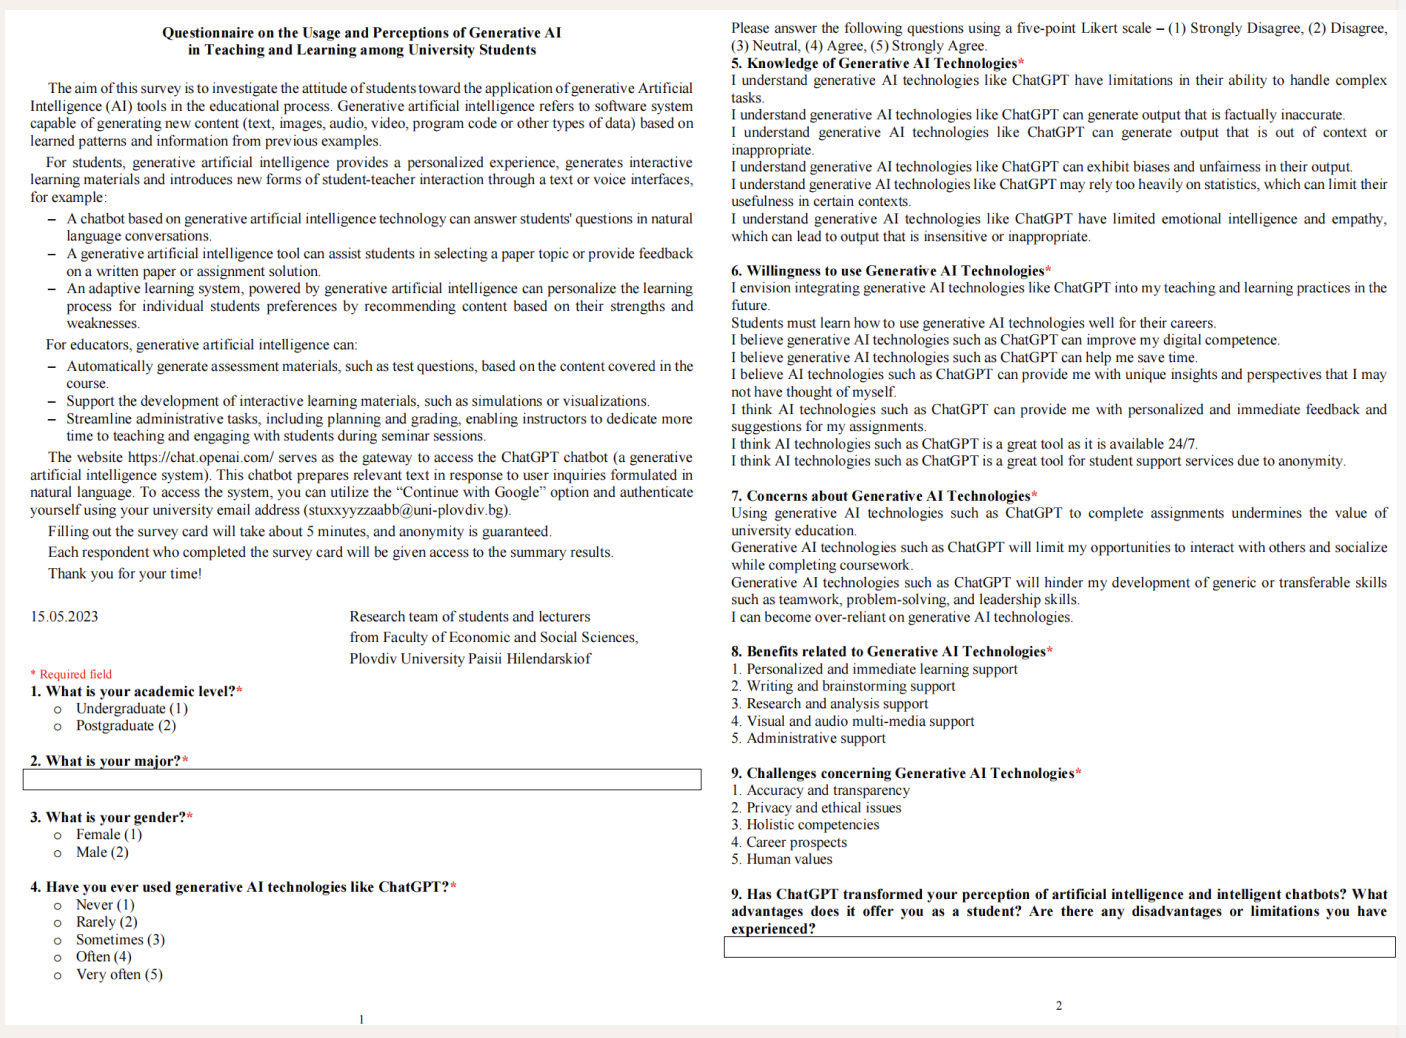 Questionnaire on the Usage and Perceptions of Generative AI
in Teaching and Learning among University Students
The aim of this survey is to investigate the attitude of students toward the application of generative Artificial
Intelligence (AI) tools in the educational process. Generative artificial intelligence refers to software system
capable of generating new content (text, images, audio, video, program code or other types of data) based on
learned patterns and information from previous examples.
For students, generative artificial intelligence provides a personalized experience, generates interactive
learning materials and introduces new forms of student-teacher interaction through a text or voice interfaces,
for example:
– A chatbot based on generative artificial intelligence technology can answer students' questions in natural
language conversations.
– A generative artificial intelligence tool can assist students in selecting a paper topic or provide feedback
on a written paper or assignment solution.
– An adaptive learning system, powered by generative artificial intelligence can personalize the learning
process for individual students preferences by recommending content based on their strengths and
weaknesses.
For educators, generative artificial intelligence can:
– Automatically generate assessment materials, such as test questions, based on the content covered in the
course.
– Support the development of interactive learning materials, such as simulations or visualizations.
– Streamline administrative tasks, including planning and grading, enabling instructors to dedicate more
time to teaching and engaging with students during seminar sessions.
The website https://chat.openai.com/ serves as the gateway to access the ChatGPT chatbot (a generative
artificial intelligence system). This chatbot prepares relevant text in response to user inquiries formulated in
natural language. To access the system, you can utilize the “Continue with Google” option and authenticate
yourself using your university email address (stuxxyyzzaabb@uni-plovdiv.bg).
Filling out the survey card will take about 5 minutes, and anonymity is guaranteed.
Each respondent who completed the survey card will be given access to the summary results.
Thank you for your time!
15.05.2023
Research team of students and lecturers
from Faculty of Economic and Social Sciences,
Plovdiv University Paisii Hilendarskiof
* Required field
1. What is your academic level?*
o Undergraduate (1)
o Postgraduate (2)
2. What is your major?*
3. What is your gender?*
o Female (1)
o Male (2)
4. Have you ever used generative AI technologies like ChatGPT?*
o Never (1)
o Rarely (2)
o Sometimes (3)
o Often (4)
o Very often (5)
1
Please answer the following questions using a five-point Likert scale – (1) Strongly Disagree, (2) Disagree,
(3) Neutral, (4) Agree, (5) Strongly Agree.
5. Knowledge of Generative AI Technologies*
I understand generative AI technologies like ChatGPT have limitations in their ability to handle complex
tasks.
I understand generative AI technologies like ChatGPT can generate output that is factually inaccurate.
I understand generative AI technologies like ChatGPT can generate output that is out of context or
inappropriate.
I understand generative AI technologies like ChatGPT can exhibit biases and unfairness in their output.
I understand generative AI technologies like ChatGPT may rely too heavily on statistics, which can limit their
usefulness in certain contexts.
I understand generative AI technologies like ChatGPT have limited emotional intelligence and empathy,
which can lead to output that is insensitive or inappropriate.
6. Willingness to use Generative AI Technologies*
I envision integrating generative AI technologies like ChatGPT into my teaching and learning practices in the
future.
Students must learn how to use generative AI technologies well for their careers.
I believe generative AI technologies such as ChatGPT can improve my digital competence.
I believe generative AI technologies such as ChatGPT can help me save time.
I believe AI technologies such as ChatGPT can provide me with unique insights and perspectives that I may
not have thought of myself.
I think AI technologies such as ChatGPT can provide me with personalized and immediate feedback and
suggestions for my assignments.
I think AI technologies such as ChatGPT is a great tool as it is available 24/7.
I think AI technologies such as ChatGPT is a great tool for student support services due to anonymity.
7. Concerns about Generative AI Technologies*
Using generative AI technologies such as ChatGPT to complete assignments undermines the value of
university education.
Generative AI technologies such as ChatGPT will limit my opportunities to interact with others and socialize
while completing coursework.
Generative AI technologies such as ChatGPT will hinder my development of generic or transferable skills
such as teamwork, problem-solving, and leadership skills.
I can become over-reliant on generative AI technologies.
8. Benefits related to Generative AI Technologies*
1. Personalized and immediate learning support
2. Writing and brainstorming support
3. Research and analysis support
4. Visual and audio multi-media support
5. Administrative support
9. Challenges concerning Generative AI Technologies*
1. Accuracy and transparency
2. Privacy and ethical issues
3. Holistic competencies
4. Career prospects
5. Human values
9. Has ChatGPT transformed your perception of artificial intelligence and intelligent chatbots? What
advantages does it offer you as a student? Are there any disadvantages or limitations you have
experienced?
2